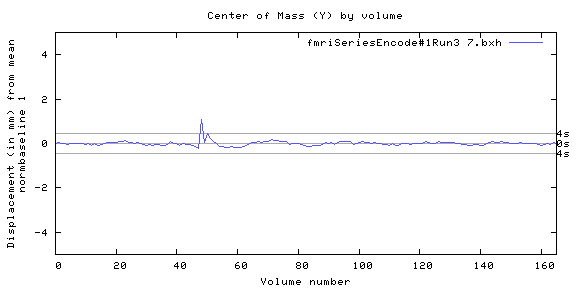 Center of Mass (Y) by volume
fmriSeriesEncode#1Run3 7.bxh
Displacement (in mm) from mean
normbaseline 1
4
2
0
-2
-4
4s
0s
4s
0 20 40 60 80 100 120 140 160
Volume number